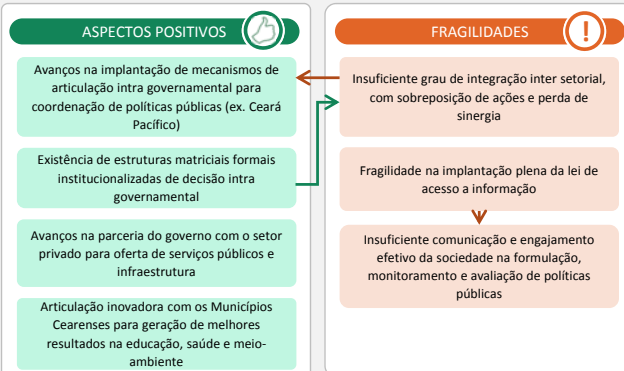 ASPECTOS POSITIVOS
Avanços na implantação de mecanismos de
articulação intra governamental para
coordenação de políticas públicas (ex. Ceará
Pacífico)
Existência de estruturas matriciais formais
institucionalizadas de decisão intra
governamental
Avanços na parceria do governo com o setor
privado para oferta de serviços públicos e
infraestrutura
Articulação inovadora com os Municípios
Cearenses para geração de melhores
resultados na educação, saúde e meio-
ambiente
FRAGILIDADES
!
Insuficiente grau de integração inter setorial,
com sobreposição de ações e perda de
sinergia
Fragilidade na implantação plena da lei de
acesso a informação
Insuficiente comunicação e engajamento
efetivo da sociedade na formulação,
monitoramento e avaliação de políticas
públicas